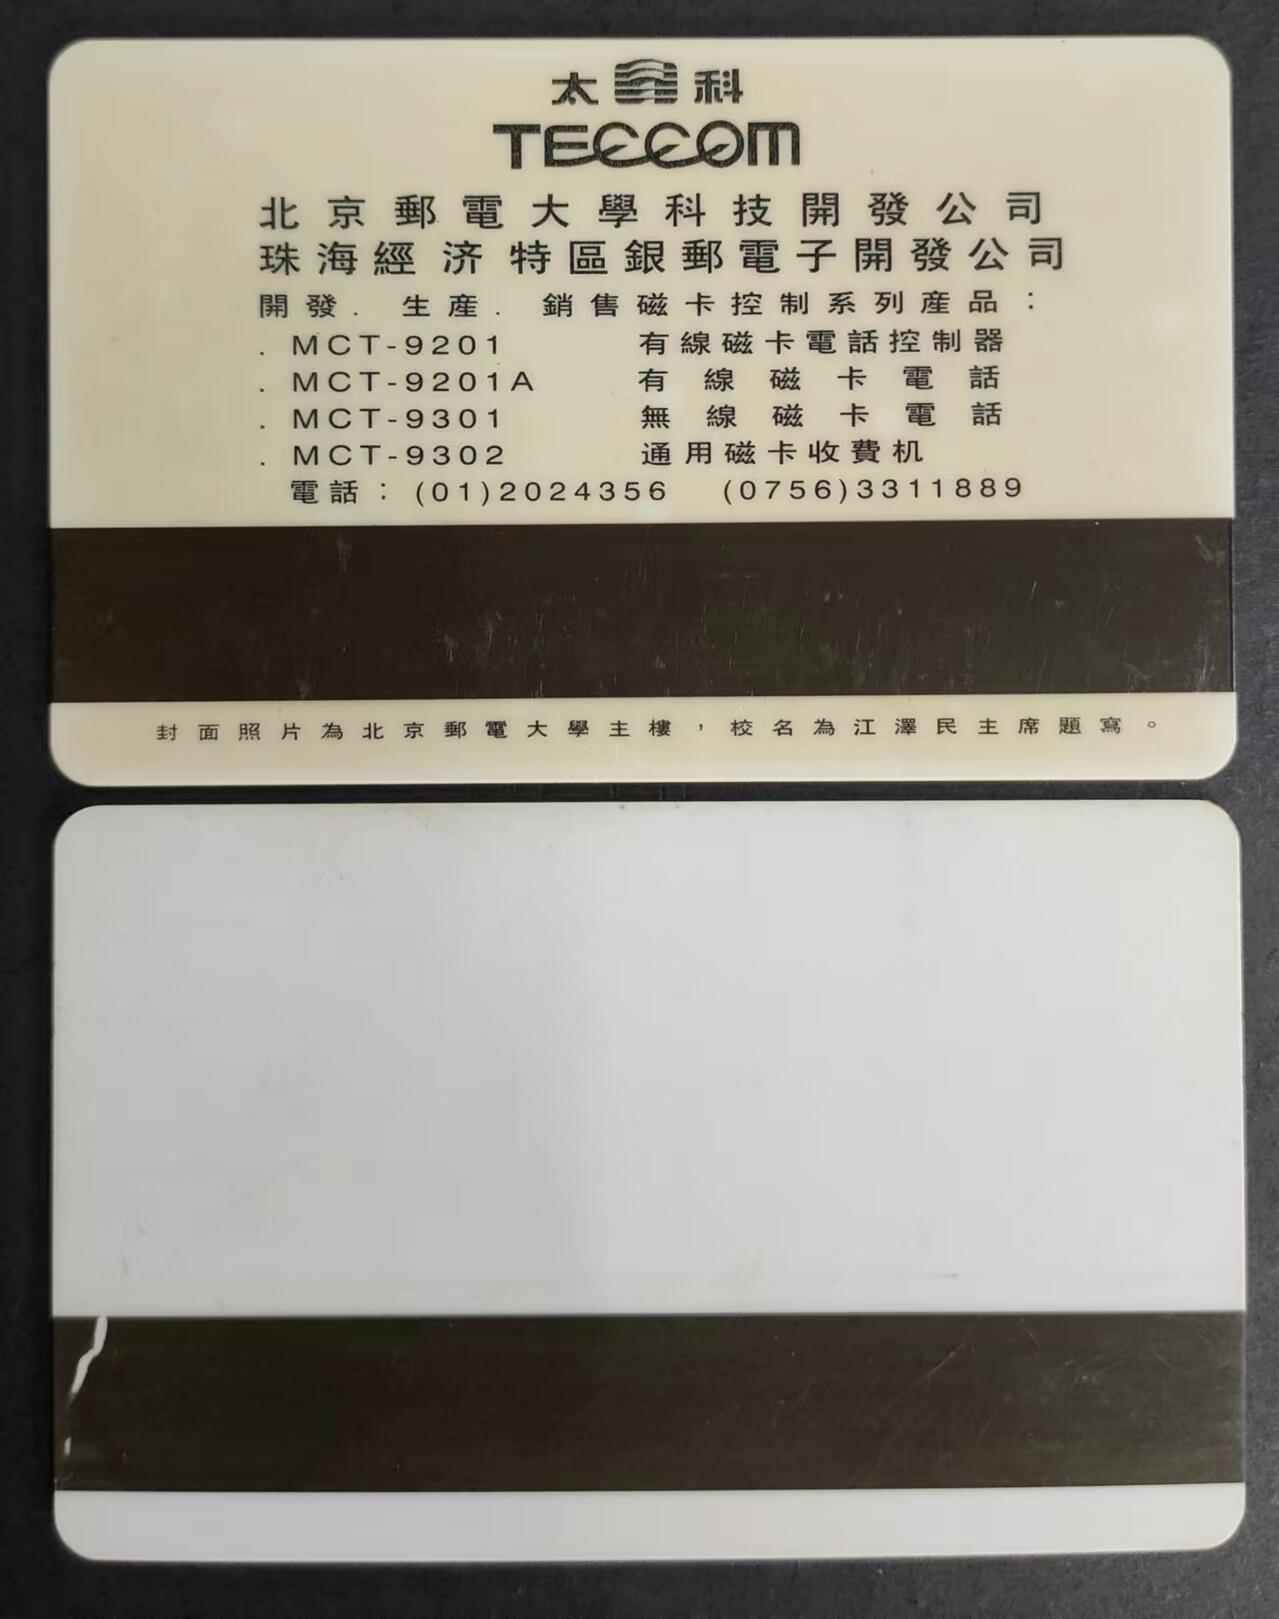 太 科
TECCOM
北京郵電大學科技開發公司
珠海經济特區銀郵電子開發公司
開發．生産．銷售磁卡控制系列産品：
．MCT-9201 有線磁卡電話控制器
．MCT-9201A 有線磁卡電話
．MCT-9301 無線磁卡電話
．MCT-9302 通用磁卡收費机
電話：(01)2024356 (0756)3311889
封面照片為北京郵電大學主樓，校名為江澤民主席題寫。